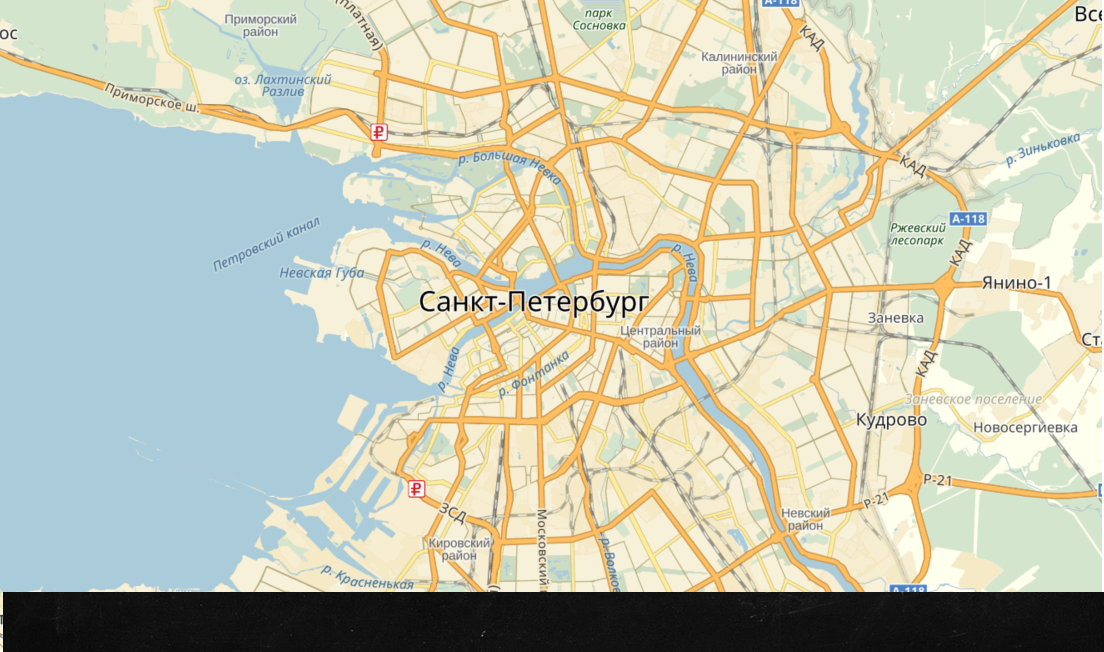 А-118
Все
парк
Сосновка
Приморский
район
платная)
КАД
ос
Калининский
район
оз. Лахтинский
Разлив
Приморское ш.
₽
р. Большая Невка
КАД
р. Зиньковка
А-118
Ржевский
лесопарк
Петровский канал
р. Нева
р. Нева
КАД
Невская Губа
Янино-1
Санкт-Петербург
Заневка
Центральный
район
Ста
р. Нева
р. Фонтанка
КАД
Заневское поселение
Кудрово
Новосергиевка
₽
Р-21
Р-21
ЗСД
Невский
район
Московский
Кировский
район
р. Волко
р. Красненькая
А-118